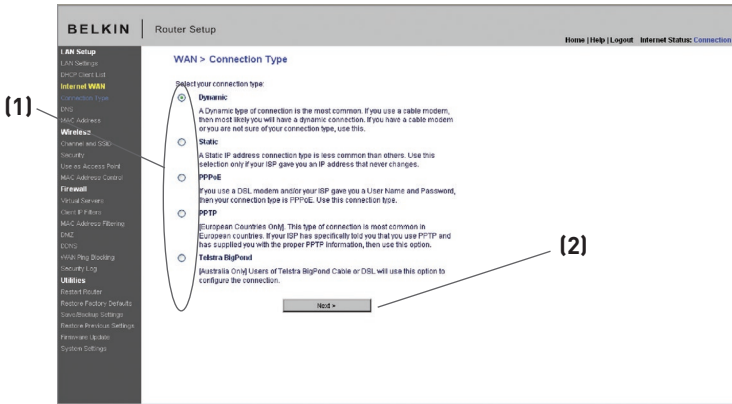 BELKIN
Router Setup
Home | Help | Logout Internet Status: Connection
LAN Setup
LAN Settings
DHCP Client List
Internet WAN
Connection Type
DNS
MAC Address
Wireless
Channel and SSID
Security
Use as Access Point
MAC Address Control
Firewall
Virtual Servers
Client IP Filters
MAC Address Filtering
DMZ
DDNS
WAN Ping Blocking
Security Log
Utilities
Restart Router
Restore Factory Defaults
Save/Backup Settings
Restore Previous Settings
Firmware Update
System Settings
(1)
WAN > Connection Type
Select your connection type:
Dynamic
A Dynamic type of connection is the most common. If you use a cable modem,
then most likely you will have a dynamic connection. If you have a cable modem
or you are not sure of your connection type, use this.
Static
A Static IP address connection type is less common than others. Use this
selection only if your ISP gave you an IP address that never changes.
PPPoE
If you use a DSL modem and/or your ISP gave you a User Name and Password,
then your connection type is PPPoE. Use this connection type.
PPTP
[European Countries Only]. This type of connection is most common in
European countries. If your ISP has specifically told you that you use PPTP and
has supplied you with the proper PPTP information, then use this option.
Telstra BigPond
[Australia Only] Users of Telstra BigPond Cable or DSL will use this option to
configure the connection.
Next >
(2)